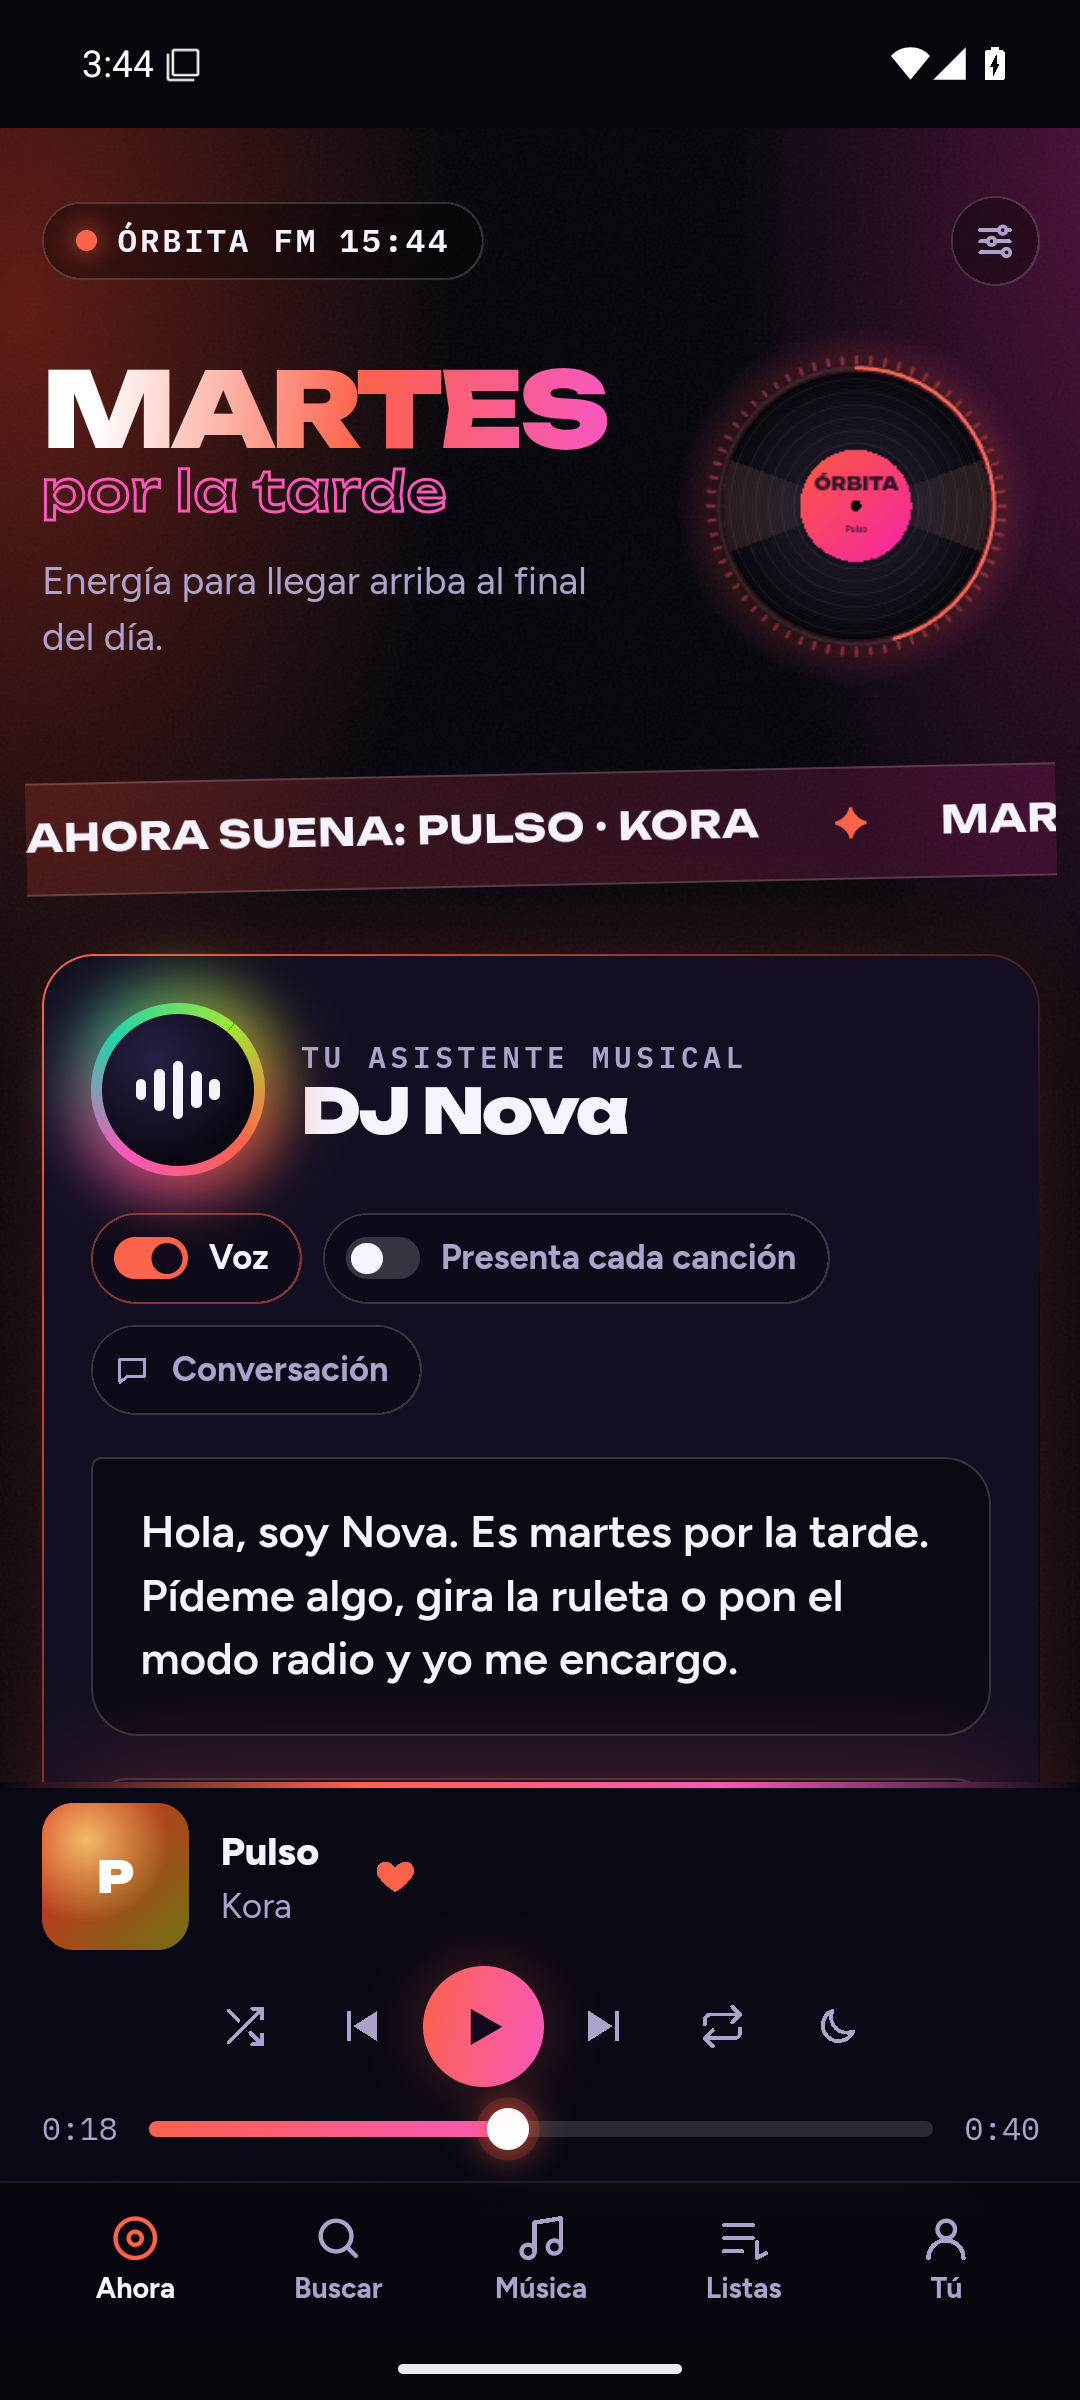 3:44
ÓRBITA FM 15:44
MARTES
por la tarde
Energía para llegar arriba al final
del día.
ÓRBITA
Pulso
AHORA SUENA: PULSO · KORA ✦ MAR
TU ASISTENTE MUSICAL
DJ Nova
Voz
Presenta cada canción
Conversación
Hola, soy Nova. Es martes por la tarde.
Pídeme algo, gira la ruleta o pon el
modo radio y yo me encargo.
P
Pulso
Kora
0:18
0:40
Ahora
Buscar
Música
Listas
Tú